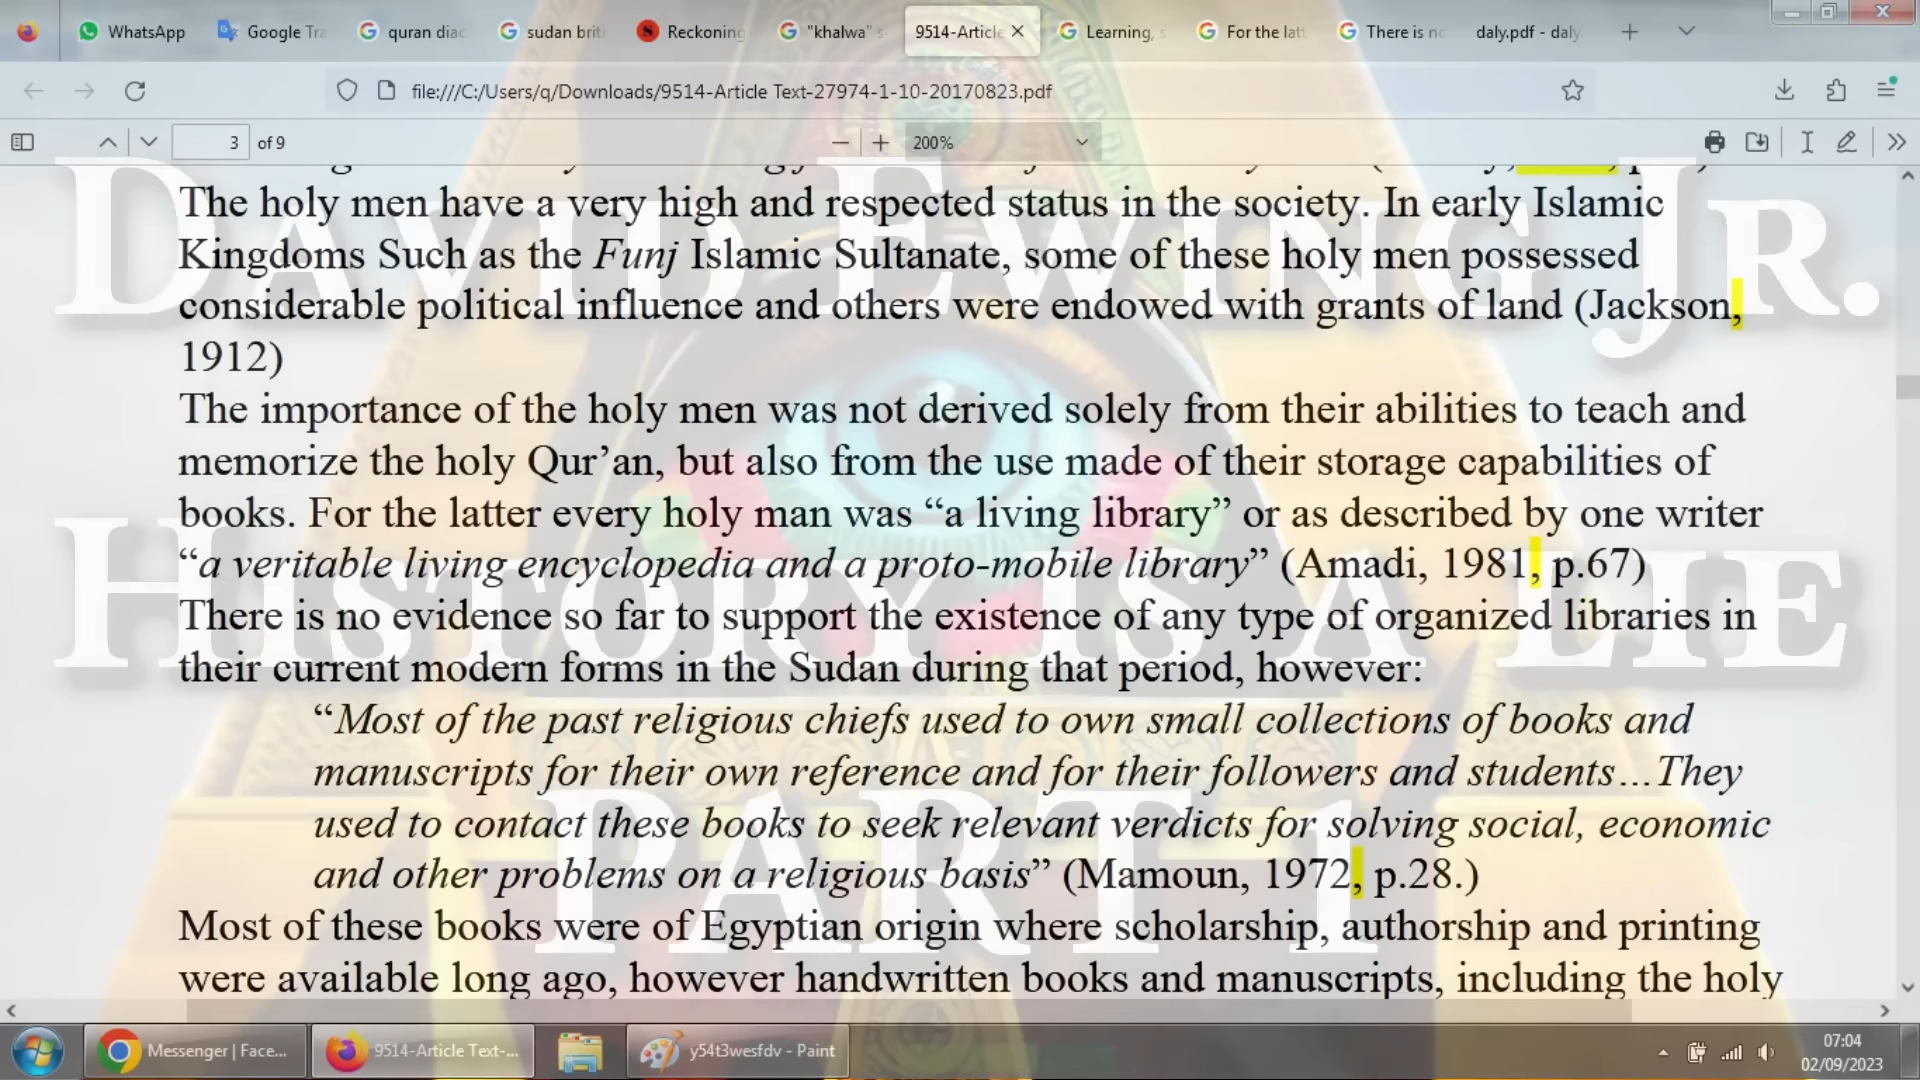 WhatsApp
Google Tra
quran diac
sudan briti
Reckoning
"khalwa" s
9514-Article
Learning, s
For the latt
There is no
daly.pdf - daly
file:///C:/Users/q/Downloads/9514-Article Text-27974-1-10-20170823.pdf
3 of 9
200%
The holy men have a very high and respected status in the society. In early Islamic
Kingdoms Such as the Funj Islamic Sultanate, some of these holy men possessed
considerable political influence and others were endowed with grants of land (Jackson,
1912)
The importance of the holy men was not derived solely from their abilities to teach and
memorize the holy Qur’an, but also from the use made of their storage capabilities of
books. For the latter every holy man was “a living library” or as described by one writer
“a veritable living encyclopedia and a proto-mobile library” (Amadi, 1981, p.67)
There is no evidence so far to support the existence of any type of organized libraries in
their current modern forms in the Sudan during that period, however:
“Most of the past religious chiefs used to own small collections of books and
manuscripts for their own reference and for their followers and students…They
used to contact these books to seek relevant verdicts for solving social, economic
and other problems on a religious basis” (Mamoun, 1972, p.28.)
Most of these books were of Egyptian origin where scholarship, authorship and printing
were available long ago, however handwritten books and manuscripts, including the holy
DAVID EWING JR.
HISTORY IS A LIE
PART 1
Messenger | Face...
9514-Article Text-...
y54t3wesfdv - Paint
07:04
02/09/2023